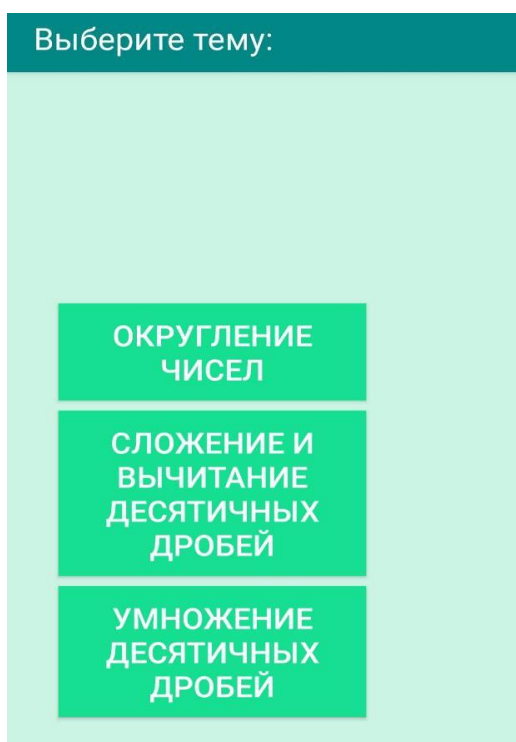 Выберите тему:
ОКРУГЛЕНИЕ
ЧИСЕЛ
СЛОЖЕНИЕ И
ВЫЧИТАНИЕ
ДЕСЯТИЧНЫХ
ДРОБЕЙ
УМНОЖЕНИЕ
ДЕСЯТИЧНЫХ
ДРОБЕЙ